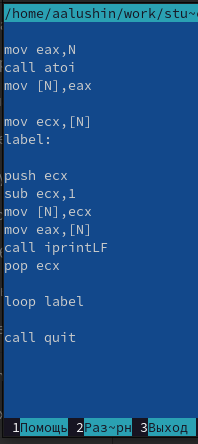 /home/aalushin/work/stu~
mov eax,N
call atoi
mov [N],eax
mov ecx,[N]
label:
push ecx
sub ecx,1
mov [N],ecx
mov eax,[N]
call iprintLF
pop ecx
loop label
call quit
1Помощь 2Раз~рн 3Выход